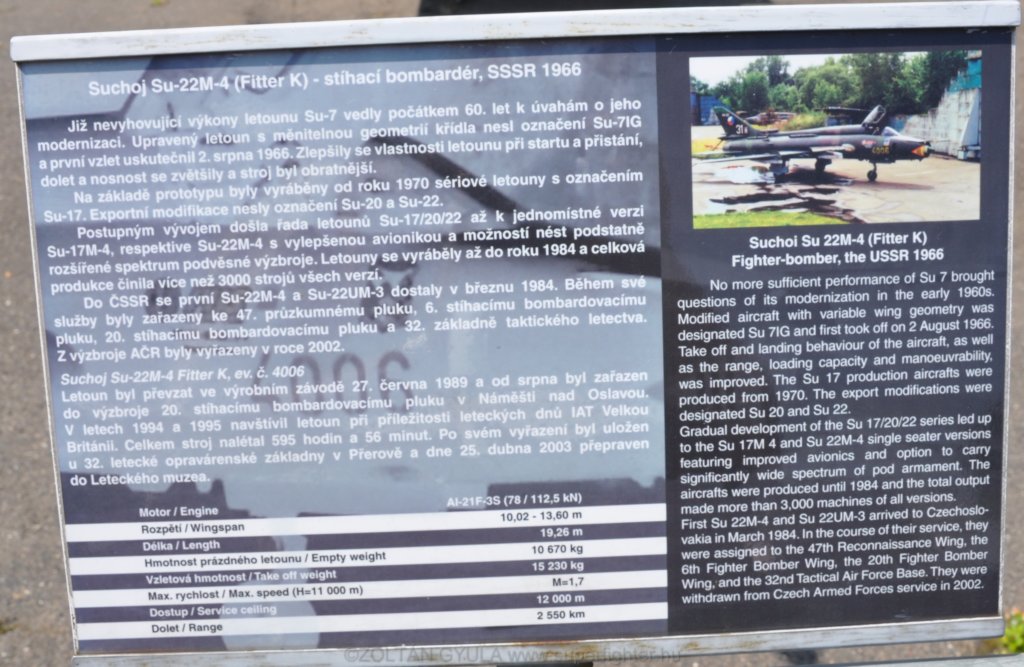 Suchoj Su-22M-4 (Fitter K) - stíhací bombardér, SSSR 1966
Již nevyhovující výkony letounu Su-7 vedly počátkem 60. let k úvahám o jeho
modernizaci. Upravený letoun s měnitelnou geometrií křídla nesl označení Su-7IG
a první vzlet uskutečnil 2. srpna 1966. Zlepšily se vlastnosti letounu při startu a přistání,
dolet a nosnost se zvětšily a stroj byl obratnější.
Na základě prototypu byly vyráběny od roku 1970 sériové letouny s označením
Su-17. Exportní modifikace nesly označení Su-20 a Su-22.
Postupným vývojem došla řada letounů Su-17/20/22 až k jednomístné verzi
Su-17M-4, respektive Su-22M-4 s vylepšenou avionikou a možností nést podstatně
rozšířené spektrum podvěsné výzbroje. Letouny se vyráběly až do roku 1984 a celková
produkce činila více než 3000 strojů všech verzí.
Do ČSSR se první Su-22M-4 a Su-22UM-3 dostaly v březnu 1984. Během své
služby byly zařazeny ke 47. průzkumnému pluku, 6. stíhacímu bombardovacímu
pluku, 20. stíhacímu bombardovacímu pluku a 32. základně taktického letectva.
Z výzbroje AČR byly vyřazeny v roce 2002.
Suchoj Su-22M-4 Fitter K, ev. č. 4006
Letoun byl převzat ve výrobním závodě 27. června 1989 a od srpna byl zařazen
do výzbroje 20. stíhacímu bombardovacímu pluku v Náměšti nad Oslavou.
V letech 1994 a 1995 navštívil letoun při příležitosti leteckých dnů IAT Velkou
Británii. Celkem stroj nalétal 595 hodin a 56 minut. Po svém vyřazení byl uložen
u 32. letecké opravárenské základny v Přerově a dne 25. dubna 2003 přepraven
do Leteckého muzea.
Motor / Engine Al-21F-3S (78 / 112,5 kN)
Rozpětí / Wingspan 10,02 - 13,60 m
Délka / Length 19,26 m
Hmotnost prázdného letounu / Empty weight 10 670 kg
Vzletová hmotnost / Take off weight 15 230 kg
Max. rychlost / Max. speed (H=11 000 m) M=1,7
Dostup / Service ceiling 12 000 m
Dolet / Range 2 550 km
31
4006
Suchoi Su 22M-4 (Fitter K)
Fighter-bomber, the USSR 1966
No more sufficient performance of Su 7 brought
questions of its modernization in the early 1960s.
Modified aircraft with variable wing geometry was
designated Su 7IG and first took off on 2 August 1966.
Take off and landing behaviour of the aircraft, as well
as the range, loading capacity and manoeuvrability,
was improved. The Su 17 production aircrafts were
produced from 1970. The export modifications were
designated Su 20 and Su 22.
Gradual development of the Su 17/20/22 series led up
to the Su 17M 4 and Su 22M-4 single seater versions
featuring improved avionics and option to carry
significantly wide spectrum of pod armament. The
aircrafts were produced until 1984 and the total output
made more than 3,000 machines of all versions.
First Su 22M-4 and Su 22UM-3 arrived to Czechoslo-
vakia in March 1984. In the course of their service, they
were assigned to the 47th Reconnaissance Wing, the
6th Fighter Bomber Wing, the 20th Fighter Bomber
Wing, and the 32nd Tactical Air Force Base. They were
withdrawn from Czech Armed Forces service in 2002.
4006
©ZOLTÁN GYULA www.superfighter.hu